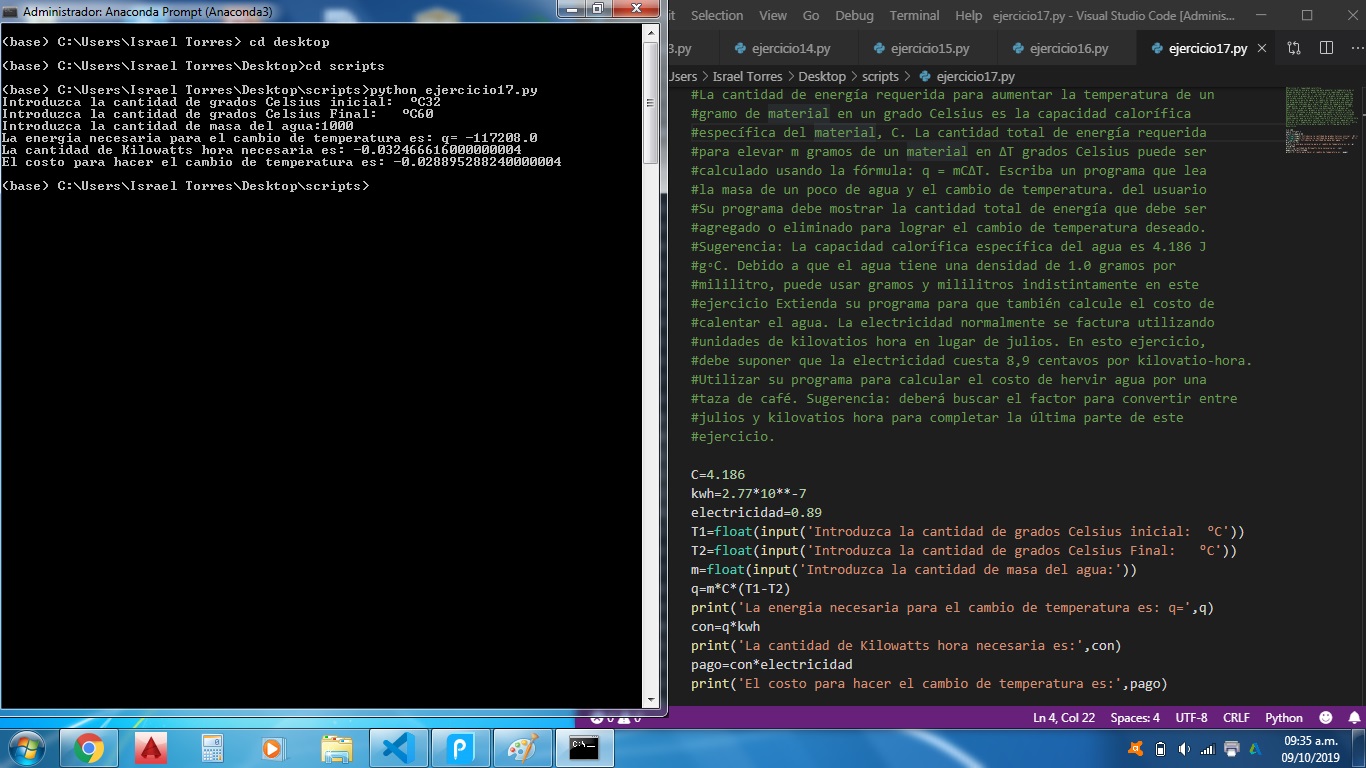 Administrador: Anaconda Prompt (Anaconda3)
(base) C:\Users\Israel Torres> cd desktop
(base) C:\Users\Israel Torres\Desktop>cd scripts
(base) C:\Users\Israel Torres\Desktop\scripts>python ejercicio17.py
Introduzca la cantidad de grados Celsius inicial:  ºC32
Introduzca la cantidad de grados Celsius Final:   ºC60
Introduzca la cantidad de masa del agua:1000
La energia necesaria para el cambio de temperatura es: q= -117208.0
La cantidad de Kilowatts hora necesaria es: -0.032466616000000004
El costo para hacer el cambio de temperatura es: -0.028895288240000004
(base) C:\Users\Israel Torres\Desktop\scripts>
it Selection View Go Debug Terminal Help ejercicio17.py - Visual Studio Code [Adminis...
3.py ejercicio14.py ejercicio15.py ejercicio16.py ejercicio17.py
Users > Israel Torres > Desktop > scripts > ejercicio17.py
#La cantidad de energía requerida para aumentar la temperatura de un
#gramo de material en un grado Celsius es la capacidad calorífica
#específica del material, C. La cantidad total de energía requerida
#para elevar m gramos de un material en ΔT grados Celsius puede ser
#calculado usando la fórmula: q = mCΔT. Escriba un programa que lea
#la masa de un poco de agua y el cambio de temperatura. del usuario
#Su programa debe mostrar la cantidad total de energía que debe ser
#agregado o eliminado para lograr el cambio de temperatura deseado.
#Sugerencia: La capacidad calorífica específica del agua es 4.186 J
#g◦C. Debido a que el agua tiene una densidad de 1.0 gramos por
#mililitro, puede usar gramos y mililitros indistintamente en este
#ejercicio Extienda su programa para que también calcule el costo de
#calentar el agua. La electricidad normalmente se factura utilizando
#unidades de kilovatios hora en lugar de julios. En esto ejercicio,
#debe suponer que la electricidad cuesta 8,9 centavos por kilovatio-hora.
#Utilizar su programa para calcular el costo de hervir agua por una
#taza de café. Sugerencia: deberá buscar el factor para convertir entre
#julios y kilovatios hora para completar la última parte de este
#ejercicio.
C=4.186
kwh=2.77*10**-7
electricidad=0.89
T1=float(input('Introduzca la cantidad de grados Celsius inicial:  ºC'))
T2=float(input('Introduzca la cantidad de grados Celsius Final:   ºC'))
m=float(input('Introduzca la cantidad de masa del agua:'))
q=m*C*(T1-T2)
print('La energia necesaria para el cambio de temperatura es: q=',q)
con=q*kwh
print('La cantidad de Kilowatts hora necesaria es:',con)
pago=con*electricidad
print('El costo para hacer el cambio de temperatura es:',pago)
0 0 Ln 4, Col 22 Spaces: 4 UTF-8 CRLF Python
09:35 a.m.
09/10/2019